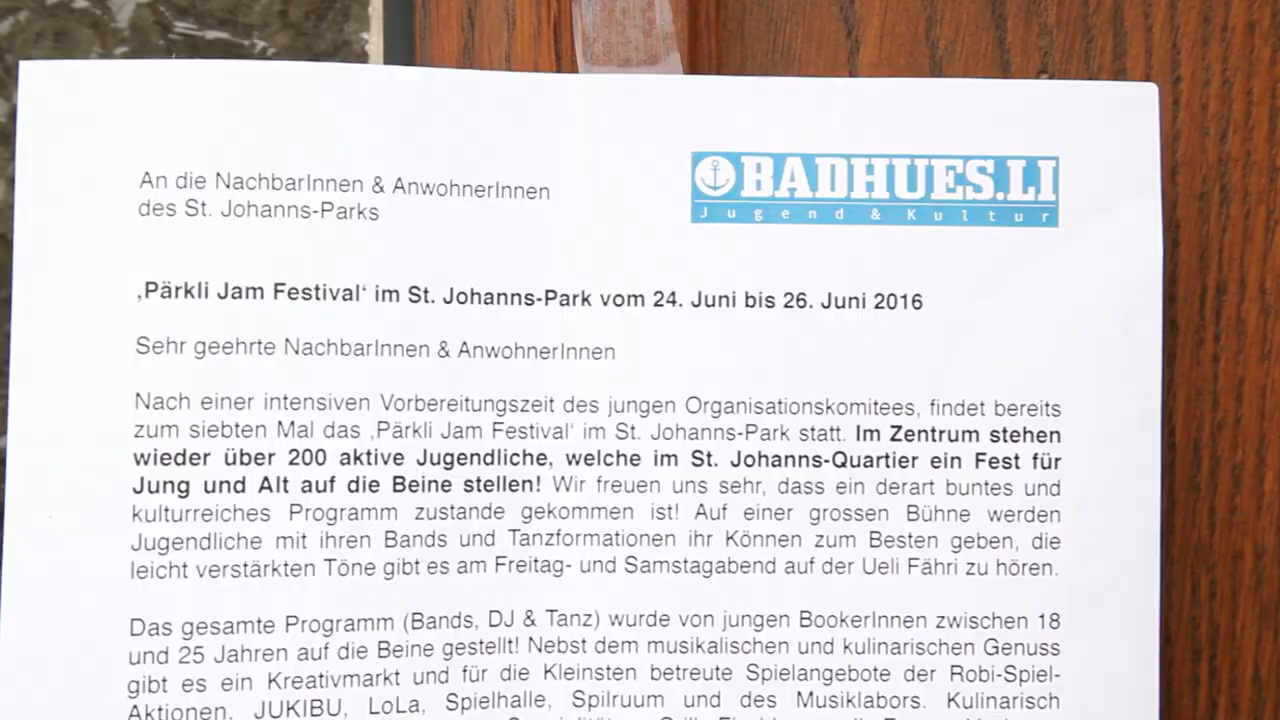 An die NachbarInnen & AnwohnerInnen
des St. Johanns-Parks
BADHUES.LI
Jugend & Kultur
‚Pärkli Jam Festival‘ im St. Johanns-Park vom 24. Juni bis 26. Juni 2016
Sehr geehrte NachbarInnen & AnwohnerInnen
Nach einer intensiven Vorbereitungszeit des jungen Organisationskomitees, findet bereits
zum siebten Mal das ‚Pärkli Jam Festival‘ im St. Johanns-Park statt. Im Zentrum stehen
wieder über 200 aktive Jugendliche, welche im St. Johanns-Quartier ein Fest für
Jung und Alt auf die Beine stellen! Wir freuen uns sehr, dass ein derart buntes und
kulturreiches Programm zustande gekommen ist! Auf einer grossen Bühne werden
Jugendliche mit ihren Bands und Tanzformationen ihr Können zum Besten geben, die
leicht verstärkten Töne gibt es am Freitag- und Samstagabend auf der Ueli Fähri zu hören.
Das gesamte Programm (Bands, DJ & Tanz) wurde von jungen BookerInnen zwischen 18
und 25 Jahren auf die Beine gestellt! Nebst dem musikalischen und kulinarischen Genuss
gibt es ein Kreativmarkt und für die Kleinsten betreute Spielangebote der Robi-Spiel-
Aktionen, JUKIBU, LoLa, Spielhalle, Spilruum und des Musiklabors. Kulinarisch